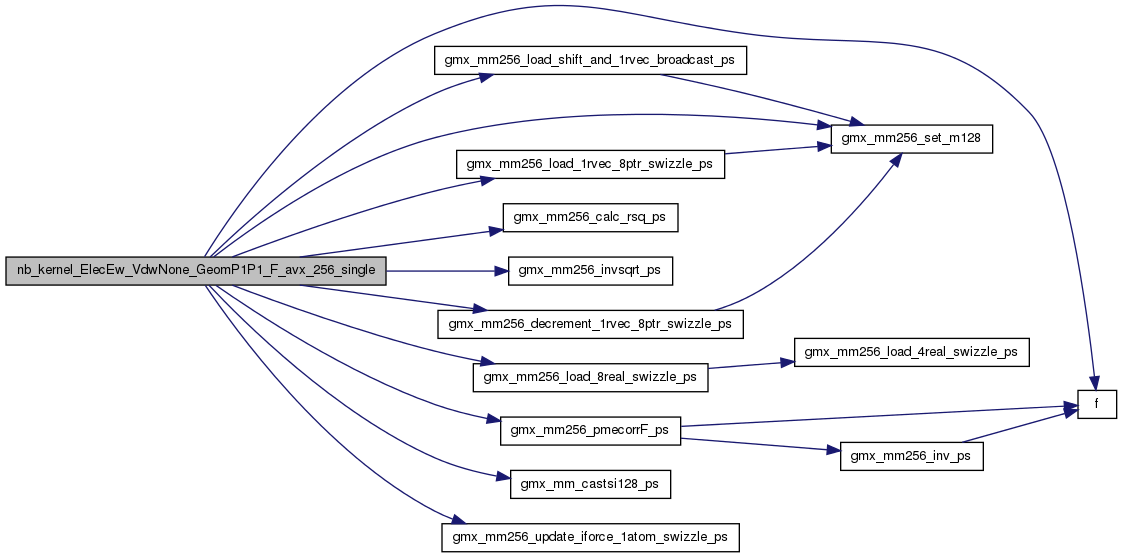 gmx_mm256_load_shift_and_1rvec_broadcast_ps
gmx_mm256_set_m128
gmx_mm256_load_1rvec_8ptr_swizzle_ps
gmx_mm256_calc_rsq_ps
nb_kernel_ElecEw_VdwNone_GeomP1P1_F_avx_256_single
gmx_mm256_invsqrt_ps
gmx_mm256_decrement_1rvec_8ptr_swizzle_ps
gmx_mm256_load_4real_swizzle_ps
gmx_mm256_load_8real_swizzle_ps
f
gmx_mm256_pmecorrF_ps
gmx_mm256_inv_ps
gmx_mm_castsi128_ps
gmx_mm256_update_iforce_1atom_swizzle_ps